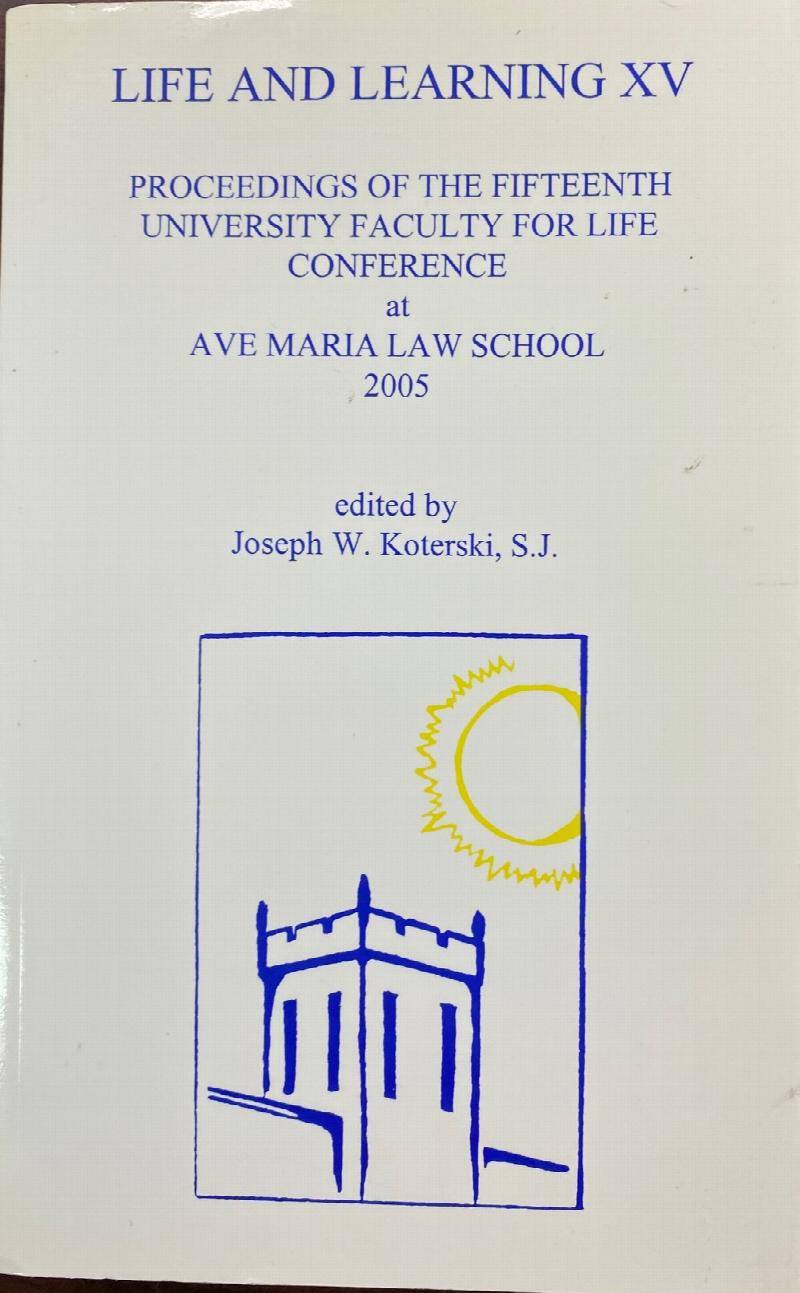 LIFE AND LEARNING XV
PROCEEDINGS OF THE FIFTEENTH
UNIVERSITY FACULTY FOR LIFE
CONFERENCE
at
AVE MARIA LAW SCHOOL
2005
edited by
Joseph W. Koterski, S.J.